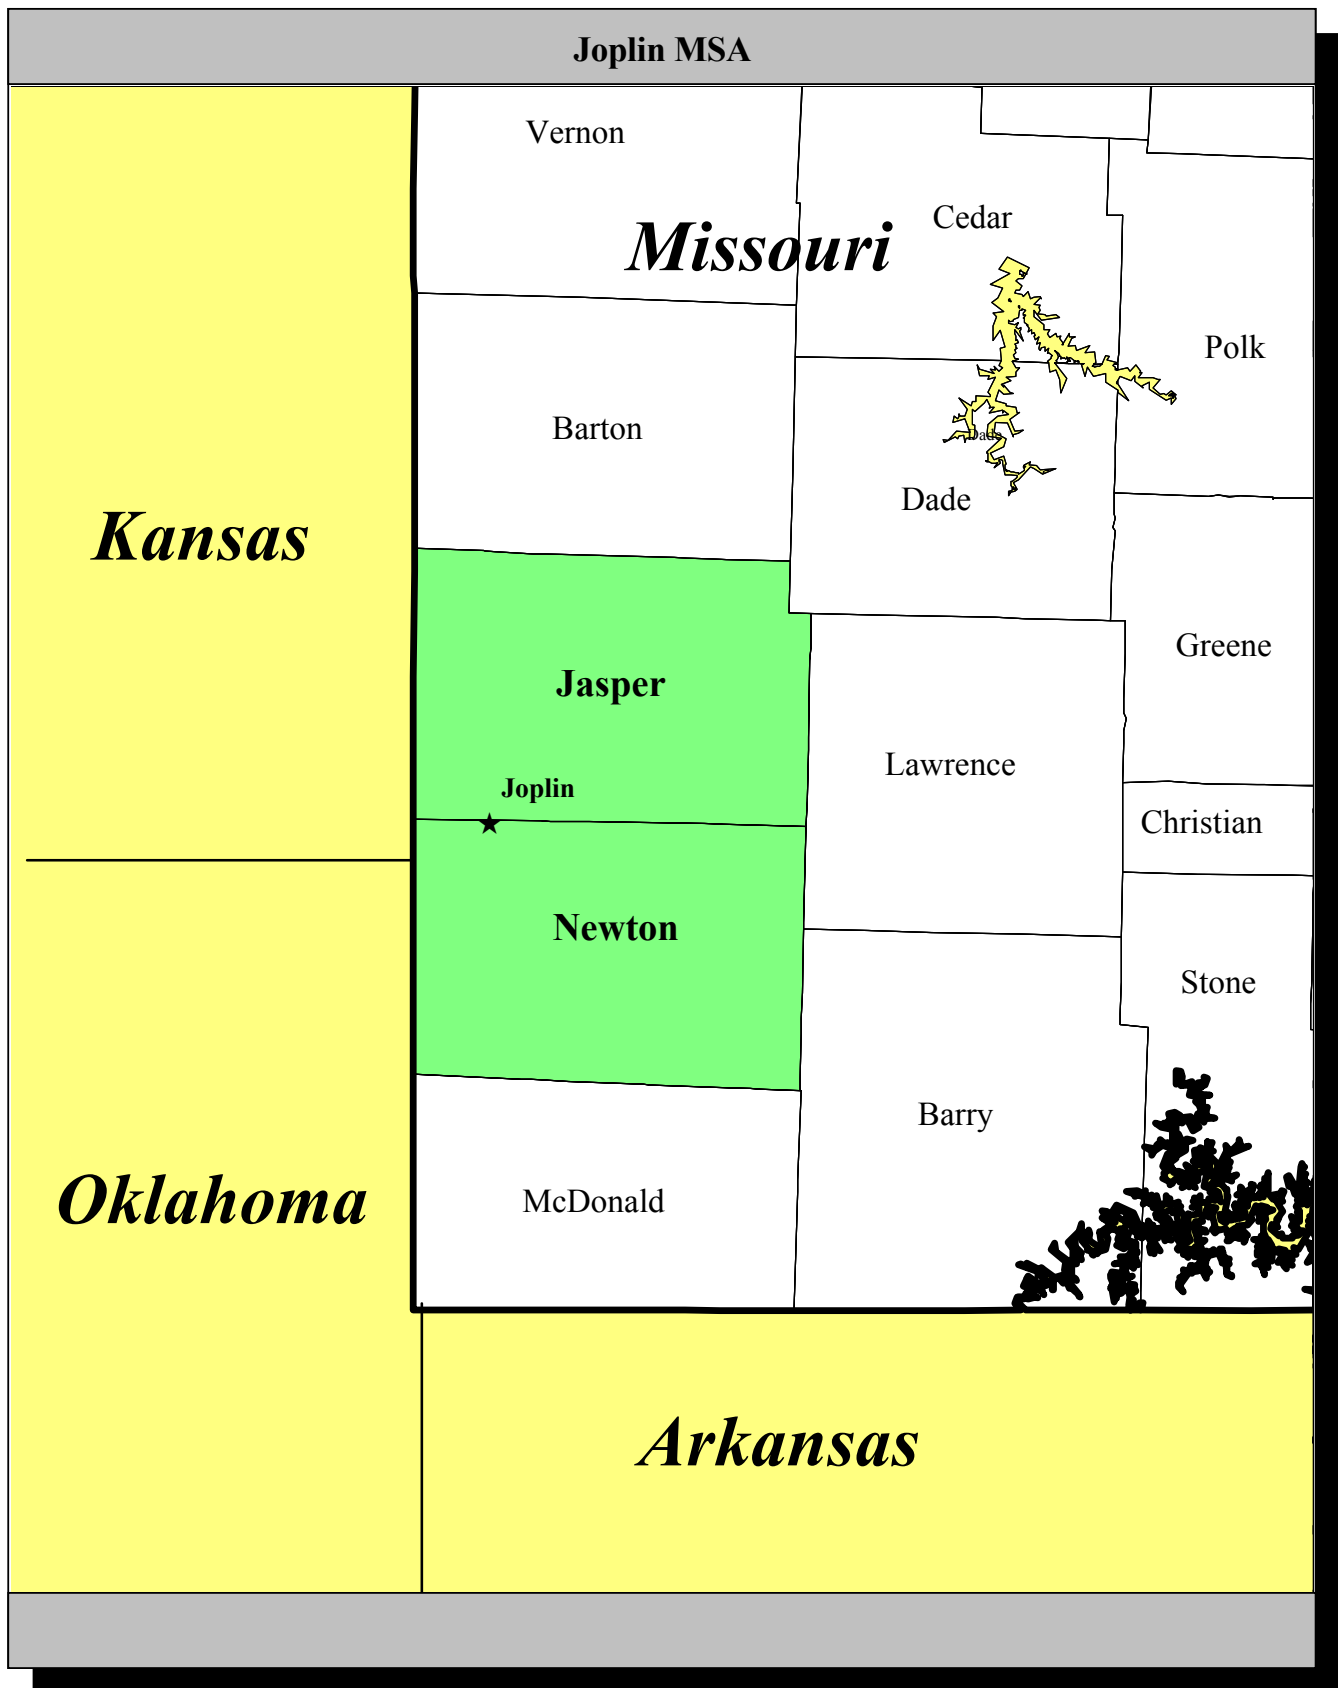 Joplin MSA
Vernon
Cedar
Missouri
Polk
Barton
Dade
Dade
Kansas
Greene
Jasper
Lawrence
Joplin
Christian
Newton
Stone
Barry
Oklahoma
McDonald
Arkansas